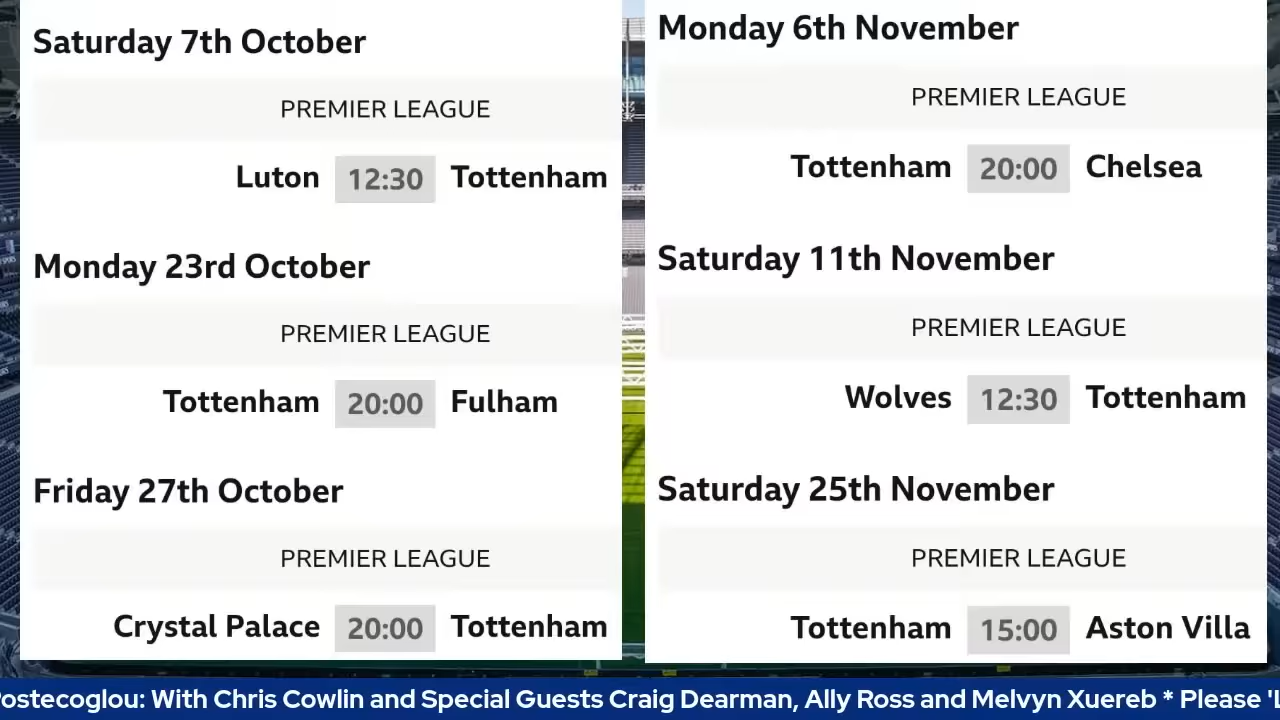 Saturday 7th October
PREMIER LEAGUE
Luton 12:30 Tottenham
Monday 23rd October
PREMIER LEAGUE
Tottenham 20:00 Fulham
Friday 27th October
PREMIER LEAGUE
Crystal Palace 20:00 Tottenham
Monday 6th November
PREMIER LEAGUE
Tottenham 20:00 Chelsea
Saturday 11th November
PREMIER LEAGUE
Wolves 12:30 Tottenham
Saturday 25th November
PREMIER LEAGUE
Tottenham 15:00 Aston Villa
ostecoglou: With Chris Cowlin and Special Guests Craig Dearman, Ally Ross and Melvyn Xuereb * Please